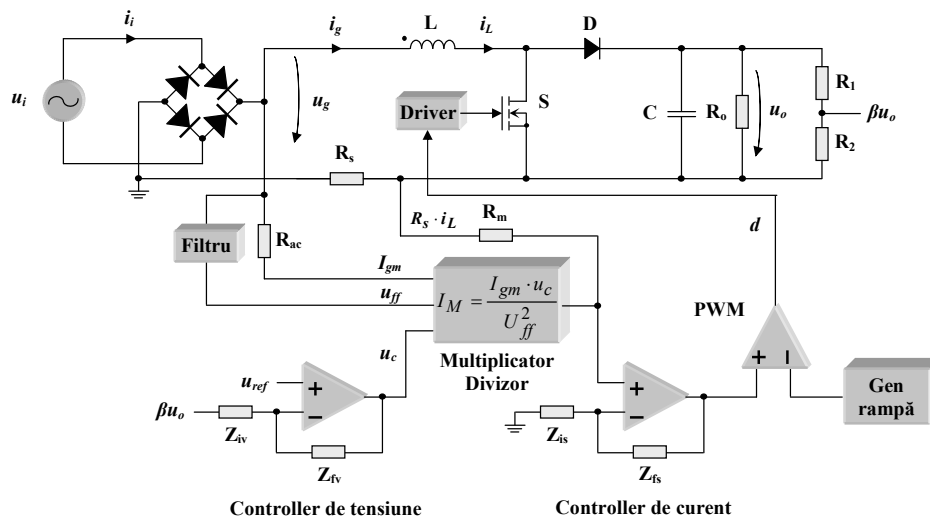 i_i
i_g
L
i_L
D
u_i
u_g
Driver
S
C
R_o
u_o
R_1
βu_o
R_2
R_s
R_s · i_L
R_m
d
Filtru
R_ac
I_gm
u_ff
I_M = I_gm · u_c / U_ff^2
PWM
u_c
Multiplicator
Divizor
+
−
Gen
rampă
u_ref
+
−
βu_o
Z_iv
Z_fv
+
−
Z_is
Z_fs
Controller de tensiune
Controller de curent